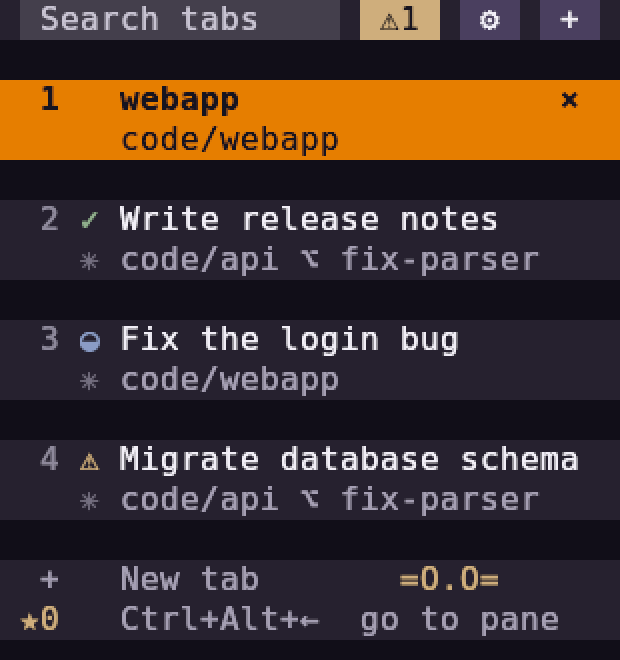 Search tabs ⚠1 ⚙ +
1 webapp ×
code/webapp
2 ✓ Write release notes
✳ code/api ⌥ fix-parser
3 ◒ Fix the login bug
✳ code/webapp
4 ⚠ Migrate database schema
✳ code/api ⌥ fix-parser
+ New tab =O.O=
★0 Ctrl+Alt+← go to pane